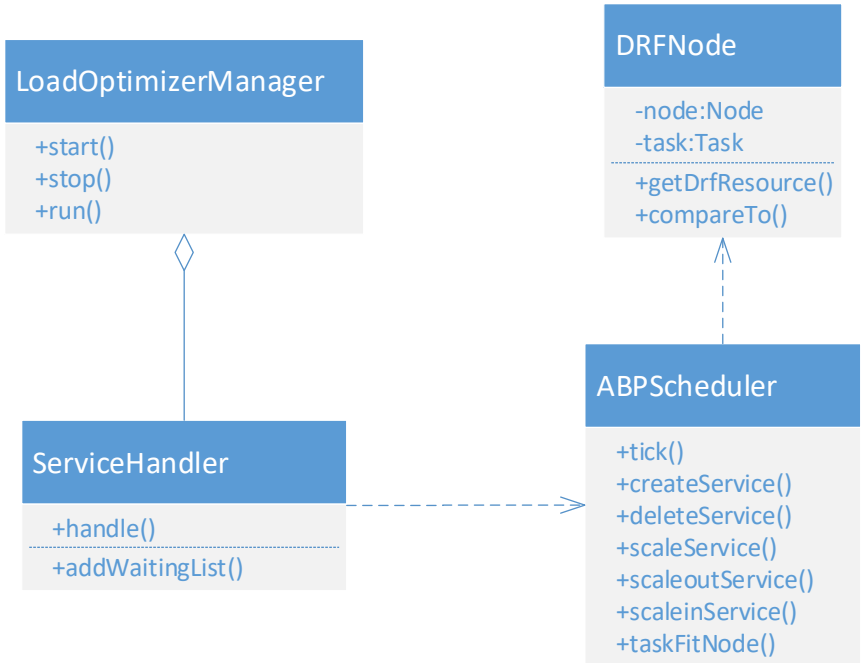 LoadOptimizerManager
+start()
+stop()
+run()
DRFNode
-node:Node
-task:Task
+getDrfResource()
+compareTo()
ServiceHandler
+handle()
+addWaitingList()
ABPScheduler
+tick()
+createService()
+deleteService()
+scaleService()
+scaleoutService()
+scaleinService()
+taskFitNode()